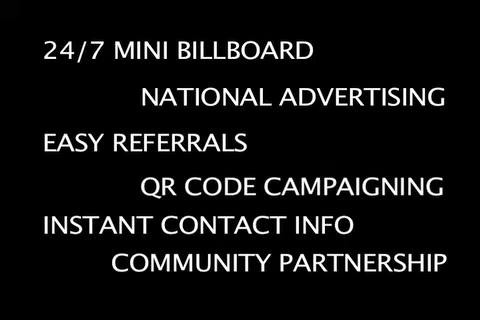 24/7 MINI BILLBOARD
NATIONAL ADVERTISING
EASY REFERRALS
QR CODE CAMPAIGNING
INSTANT CONTACT INFO
COMMUNITY PARTNERSHIP